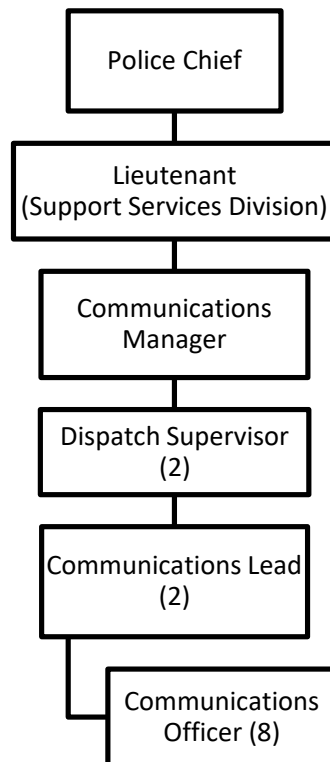 Police Chief
Lieutenant
(Support Services Division)
Communications
Manager
Dispatch Supervisor
(2)
Communications Lead
(2)
Communications
Officer (8)